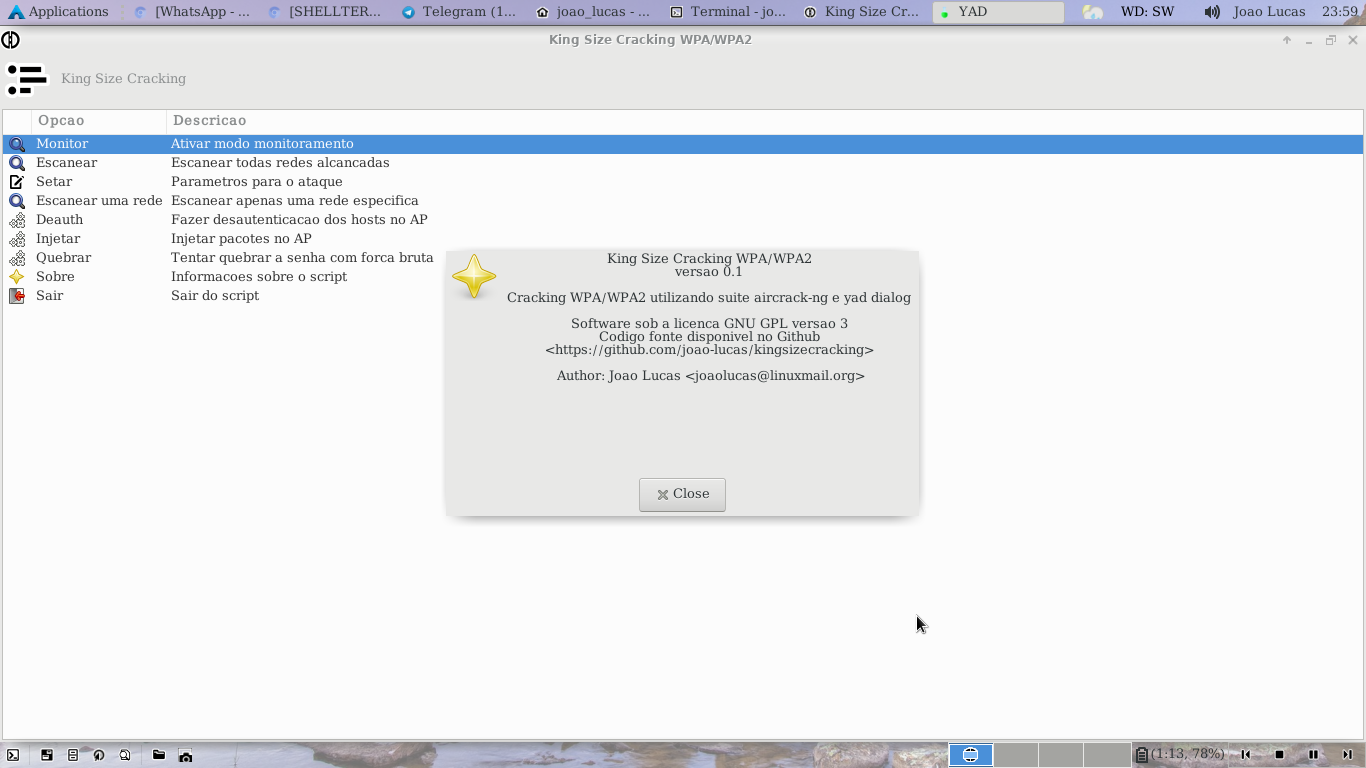 Applications
[WhatsApp - ...
[SHELLTER...
Telegram (1...
joao_lucas - ...
Terminal - jo...
King Size Cr...
YAD
WD: SW
Joao Lucas
23:59
King Size Cracking WPA/WPA2
King Size Cracking
Opcao Descricao
Monitor Ativar modo monitoramento
Escanear Escanear todas redes alcancadas
Setar Parametros para o ataque
Escanear uma rede Escanear apenas uma rede especifica
Deauth Fazer desautenticacao dos hosts no AP
Injetar Injetar pacotes no AP
Quebrar Tentar quebrar a senha com forca bruta
Sobre Informacoes sobre o script
Sair Sair do script
King Size Cracking WPA/WPA2
versao 0.1
Cracking WPA/WPA2 utilizando suite aircrack-ng e yad dialog
Software sob a licenca GNU GPL versao 3
Codigo fonte disponivel no Github
<https://github.com/joao-lucas/kingsizecracking>
Author: Joao Lucas <joaolucas@linuxmail.org>
Close
(1:13, 78%)